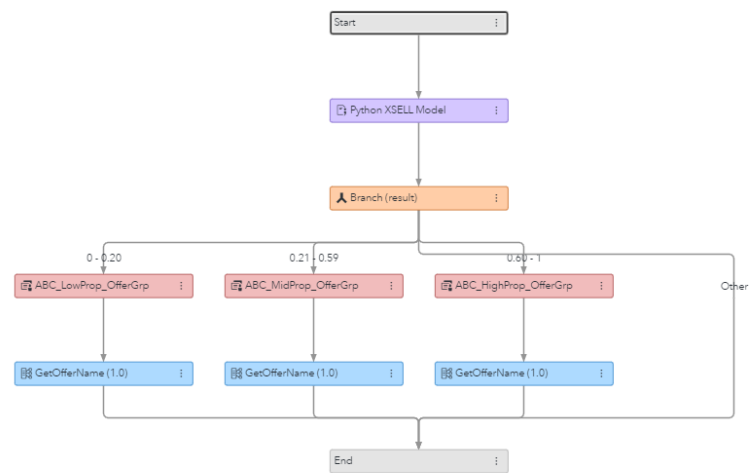 Start
Python XSELL Model
Branch (result)
0 - 0.20
0.21 - 0.59
0.60 - 1
ABC_LowProp_OfferGrp
ABC_MidProp_OfferGrp
ABC_HighProp_OfferGrp
Other
GetOfferName (1.0)
GetOfferName (1.0)
GetOfferName (1.0)
End